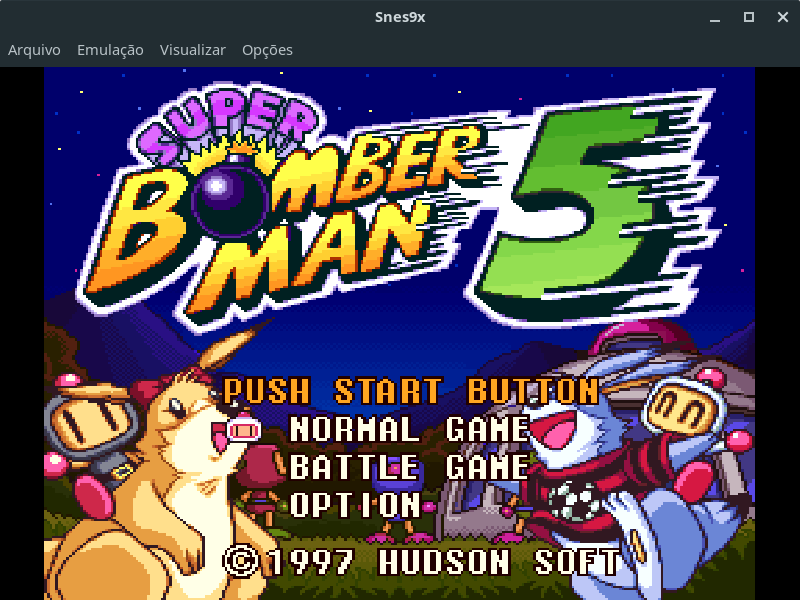 Snes9x
Arquivo Emulação Visualizar Opções
SUPER
BOMBER
MAN 5
PUSH START BUTTON
NORMAL GAME
BATTLE GAME
OPTION
©1997 HUDSON SOFT